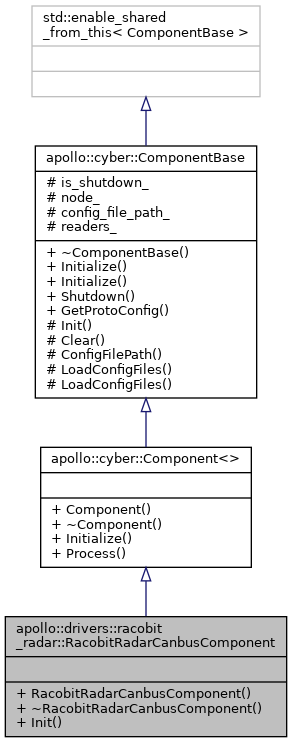 std::enable_shared
_from_this< ComponentBase >
apollo::cyber::ComponentBase
# is_shutdown_
# node_
# config_file_path_
# readers_
+ ~ComponentBase()
+ Initialize()
+ Initialize()
+ Shutdown()
+ GetProtoConfig()
# Init()
# Clear()
# ConfigFilePath()
# LoadConfigFiles()
# LoadConfigFiles()
apollo::cyber::Component<>
+ Component()
+ ~Component()
+ Initialize()
+ Process()
apollo::drivers::racobit
_radar::RacobitRadarCanbusComponent
+ RacobitRadarCanbusComponent()
+ ~RacobitRadarCanbusComponent()
+ Init()